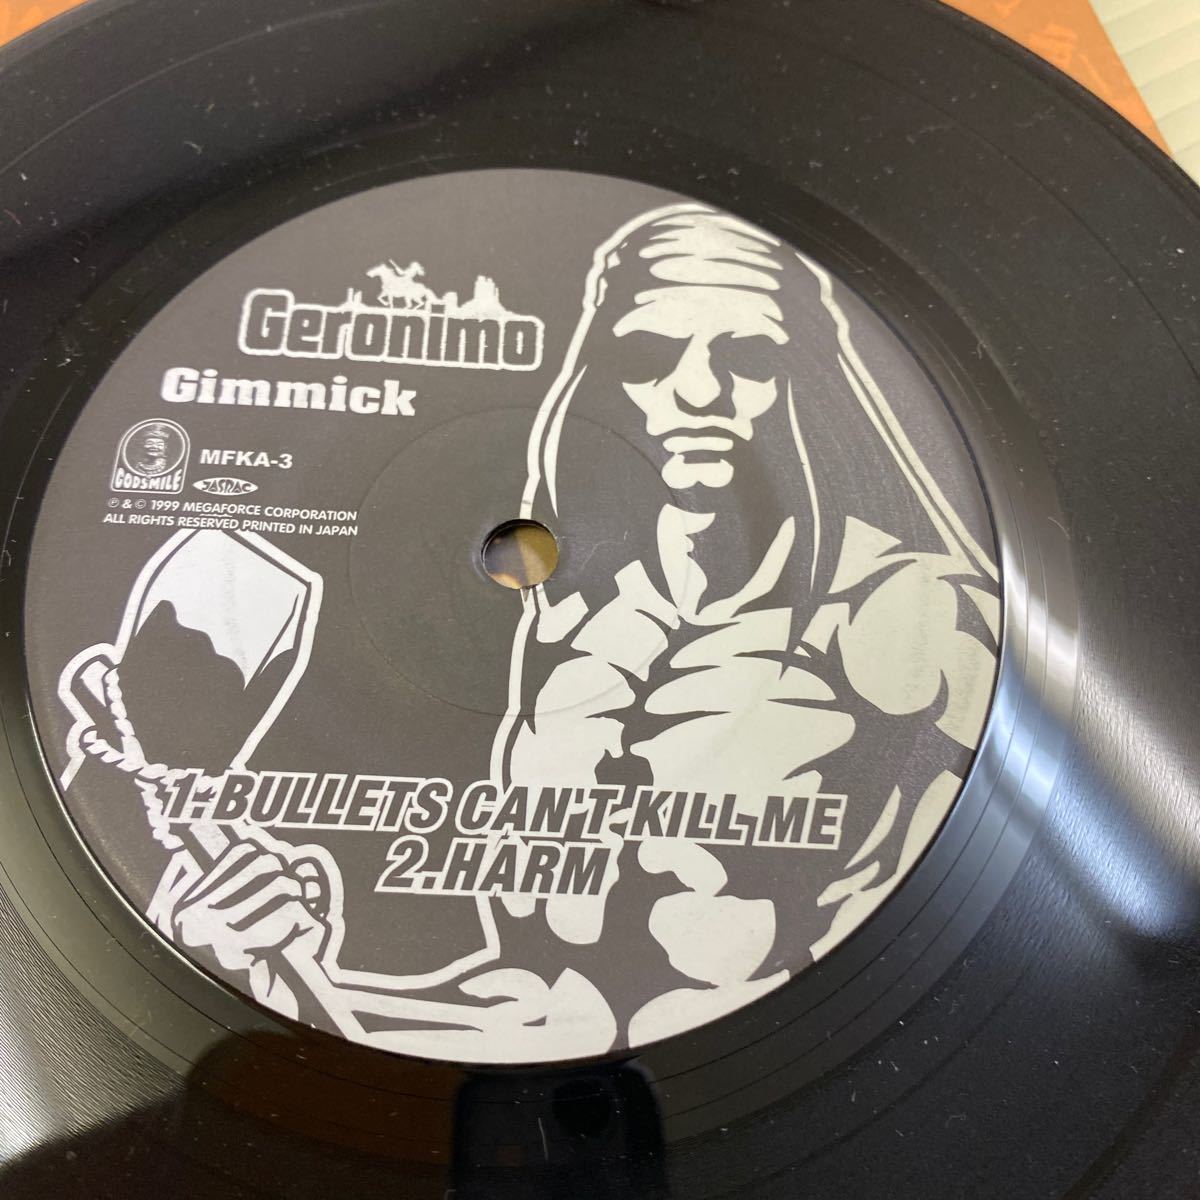 Geronimo
Gimmick
GODSMILE
JASRAC
MFKA-3
℗ & © 1999 MEGAFORCE CORPORATION
ALL RIGHTS RESERVED PRINTED IN JAPAN
1. BULLETS CAN'T KILL ME
2. HARM